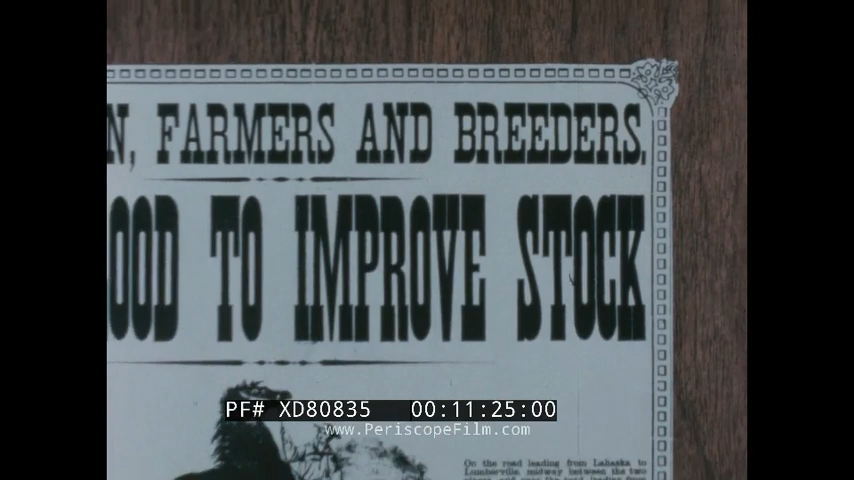 N, FARMERS AND BREEDERS.
OOD TO IMPROVE STOCK
PF# XD80835 00:11:25:00
www.PeriscopeFilm.com
On the road leading from Lahaska to
Lumberville midway between the two